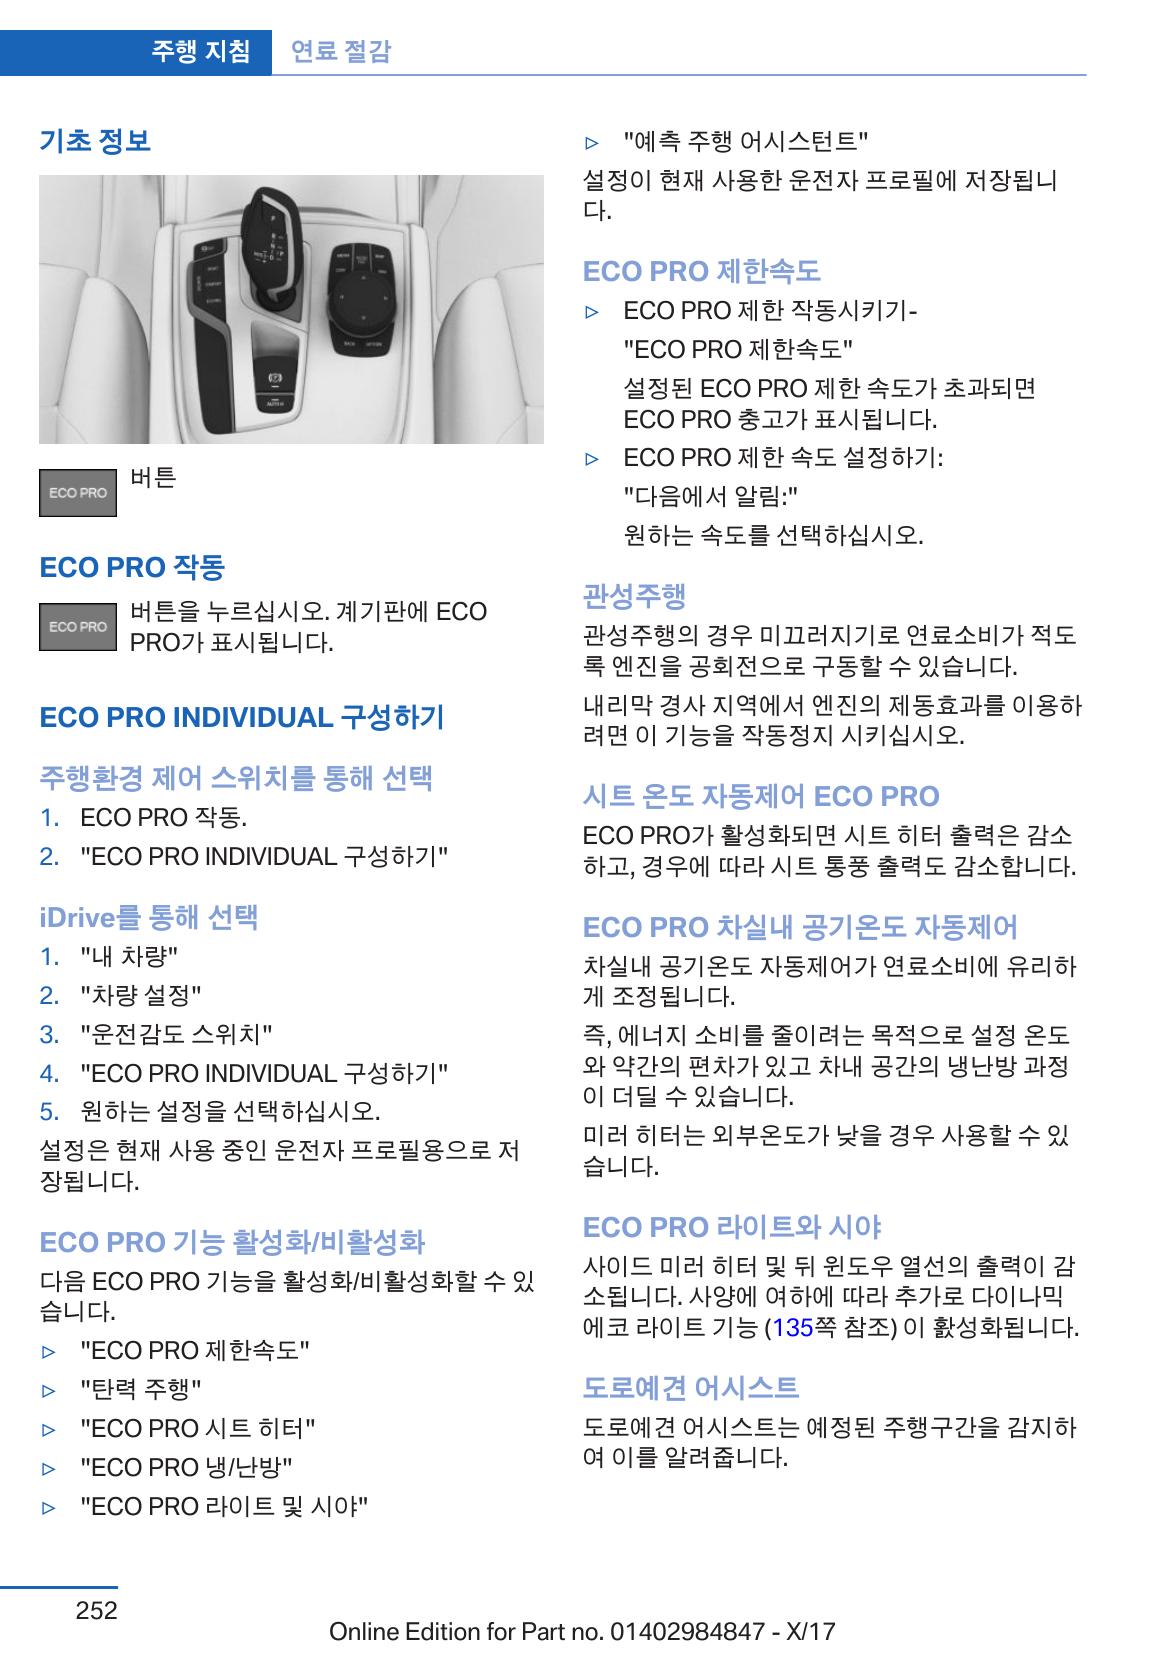 주행 지침 연료 절감
기초 정보
ECO PRO 버튼
ECO PRO 작동
ECO PRO 버튼을 누르십시오. 계기판에 ECO
PRO가 표시됩니다.
ECO PRO INDIVIDUAL 구성하기
주행환경 제어 스위치를 통해 선택
1. ECO PRO 작동.
2. "ECO PRO INDIVIDUAL 구성하기"
iDrive를 통해 선택
1. "내 차량"
2. "차량 설정"
3. "운전감도 스위치"
4. "ECO PRO INDIVIDUAL 구성하기"
5. 원하는 설정을 선택하십시오.
설정은 현재 사용 중인 운전자 프로필용으로 저
장됩니다.
ECO PRO 기능 활성화/비활성화
다음 ECO PRO 기능을 활성화/비활성화할 수 있
습니다.
▷ "ECO PRO 제한속도"
▷ "탄력 주행"
▷ "ECO PRO 시트 히터"
▷ "ECO PRO 냉/난방"
▷ "ECO PRO 라이트 및 시야"
▷ "예측 주행 어시스턴트"
설정이 현재 사용한 운전자 프로필에 저장됩니
다.
ECO PRO 제한속도
▷ ECO PRO 제한 작동시키기-
"ECO PRO 제한속도"
설정된 ECO PRO 제한 속도가 초과되면
ECO PRO 충고가 표시됩니다.
▷ ECO PRO 제한 속도 설정하기:
"다음에서 알림:"
원하는 속도를 선택하십시오.
관성주행
관성주행의 경우 미끄러지기로 연료소비가 적도
록 엔진을 공회전으로 구동할 수 있습니다.
내리막 경사 지역에서 엔진의 제동효과를 이용하
려면 이 기능을 작동정지 시키십시오.
시트 온도 자동제어 ECO PRO
ECO PRO가 활성화되면 시트 히터 출력은 감소
하고, 경우에 따라 시트 통풍 출력도 감소합니다.
ECO PRO 차실내 공기온도 자동제어
차실내 공기온도 자동제어가 연료소비에 유리하
게 조정됩니다.
즉, 에너지 소비를 줄이려는 목적으로 설정 온도
와 약간의 편차가 있고 차내 공간의 냉난방 과정
이 더딜 수 있습니다.
미러 히터는 외부온도가 낮을 경우 사용할 수 있
습니다.
ECO PRO 라이트와 시야
사이드 미러 히터 및 뒤 윈도우 열선의 출력이 감
소됩니다. 사양에 여하에 따라 추가로 다이나믹
에코 라이트 기능 (135쪽 참조) 이 홨성화됩니다.
도로예견 어시스트
도로예견 어시스트는 예정된 주행구간을 감지하
여 이를 알려줍니다.
252
Online Edition for Part no. 01402984847 - X/17